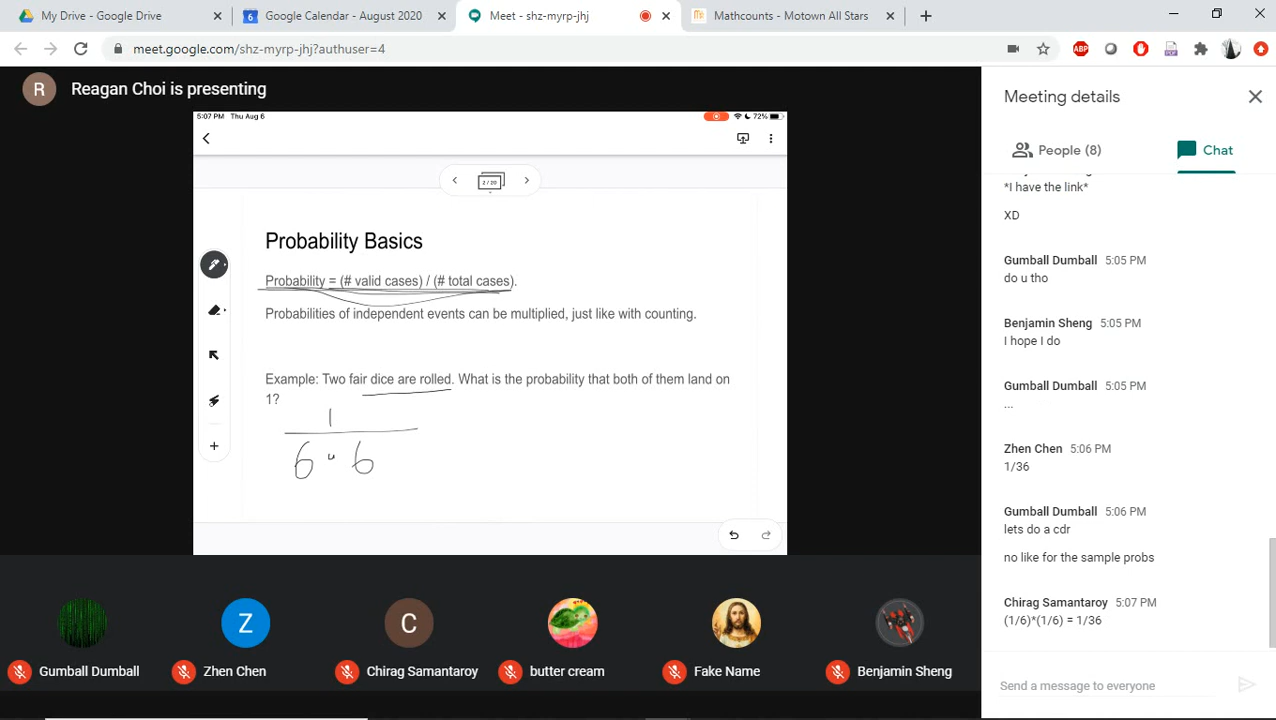 My Drive - Google Drive
Google Calendar - August 2020
Meet - shz-myrp-jhj
Mathcounts - Motown All Stars
meet.google.com/shz-myrp-jhj?authuser=4
ABP
R
Reagan Choi is presenting
5:07 PM Thu Aug 6
72%
2 / 20
Probability Basics
Probability = (# valid cases) / (# total cases).
Probabilities of independent events can be multiplied, just like with counting.
Example: Two fair dice are rolled. What is the probability that both of them land on
1?
1
6 · 6
Gumball Dumball
Z
Zhen Chen
C
Chirag Samantaroy
butter cream
Fake Name
Benjamin Sheng
Meeting details
People (8)
Chat
*I have the link*
XD
Gumball Dumball 5:05 PM
do u tho
Benjamin Sheng 5:05 PM
I hope I do
Gumball Dumball 5:05 PM
...
Zhen Chen 5:06 PM
1/36
Gumball Dumball 5:06 PM
lets do a cdr
no like for the sample probs
Chirag Samantaroy 5:07 PM
(1/6)*(1/6) = 1/36
Send a message to everyone